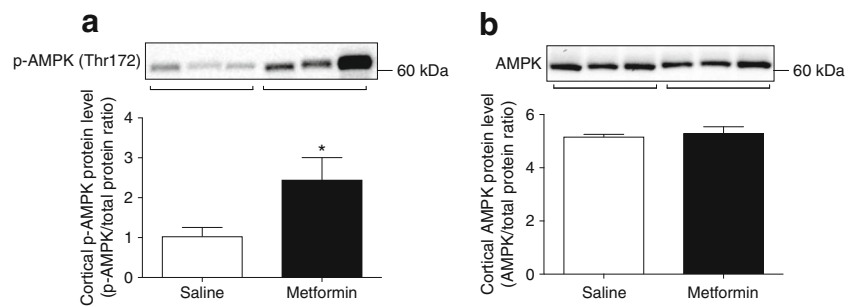 a
p-AMPK (Thr172)
60 kDa
Cortical p-AMPK protein level
(p-AMPK/total protein ratio)
4
3
2
1
0
*
Saline
Metformin
b
AMPK
60 kDa
Cortical AMPK protein level
(AMPK/total protein ratio)
6
4
2
0
Saline
Metformin